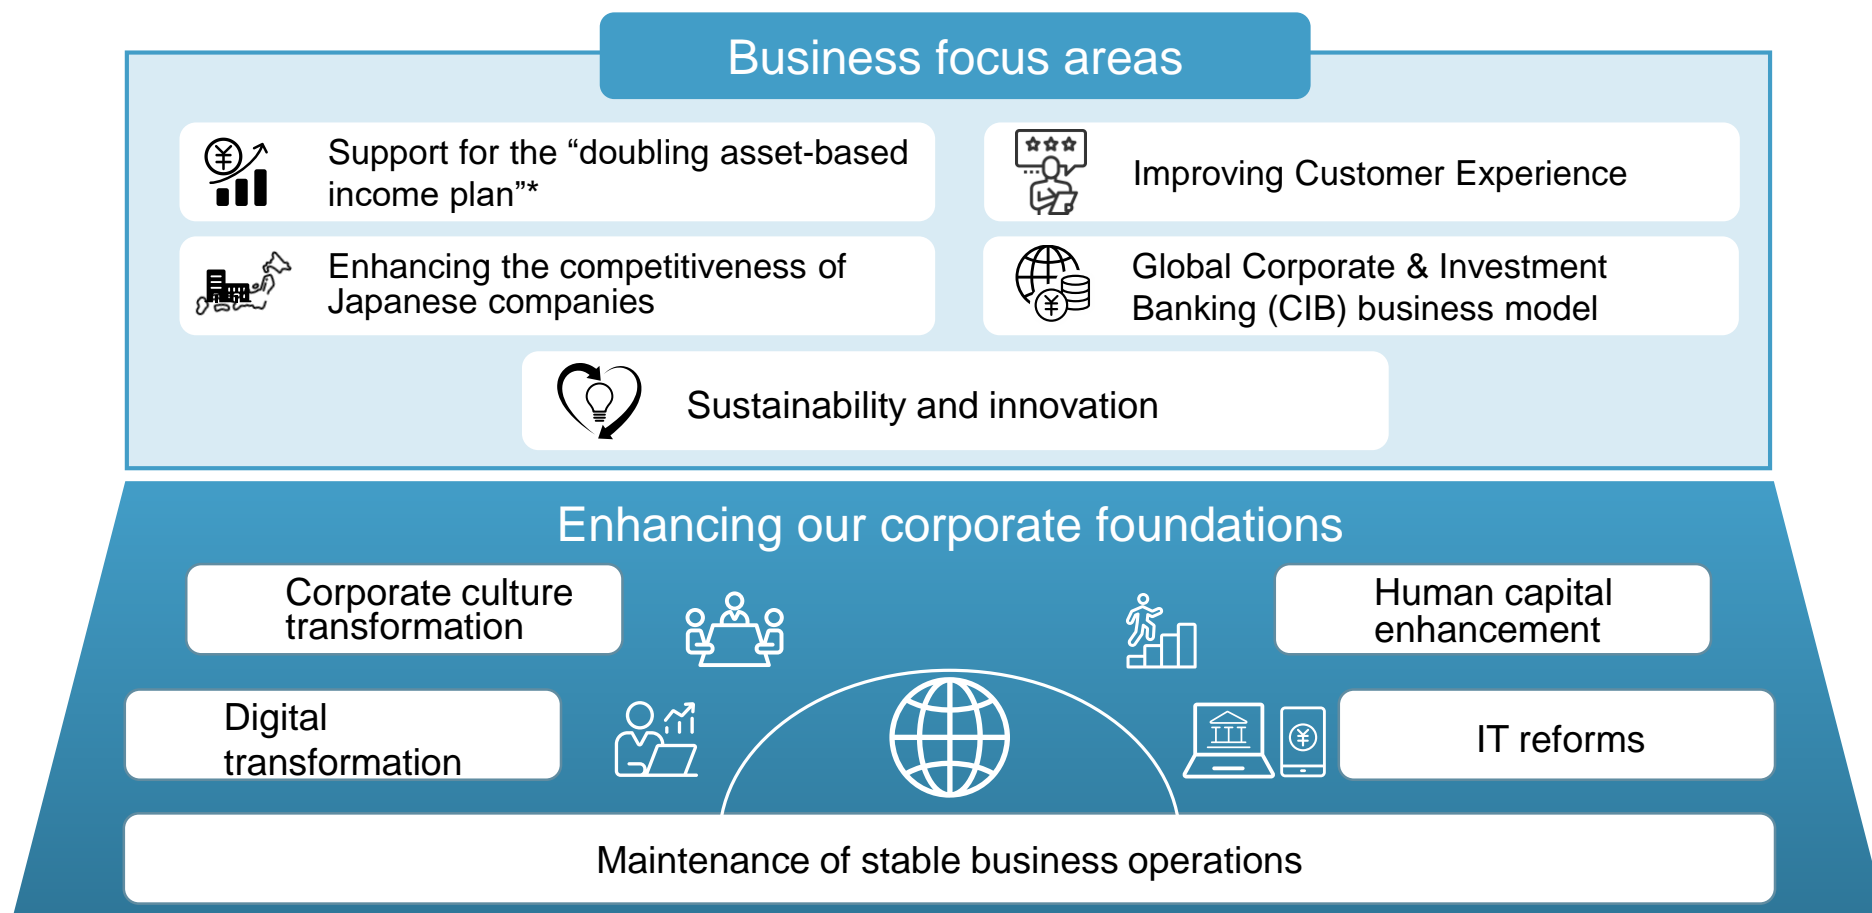 Business focus areas
Support for the “doubling asset-based
income plan”*
Improving Customer Experience
Enhancing the competitiveness of
Japanese companies
Global Corporate & Investment
Banking (CIB) business model
Sustainability and innovation
Enhancing our corporate foundations
Corporate culture
transformation
Human capital
enhancement
Digital
transformation
IT reforms
Maintenance of stable business operations